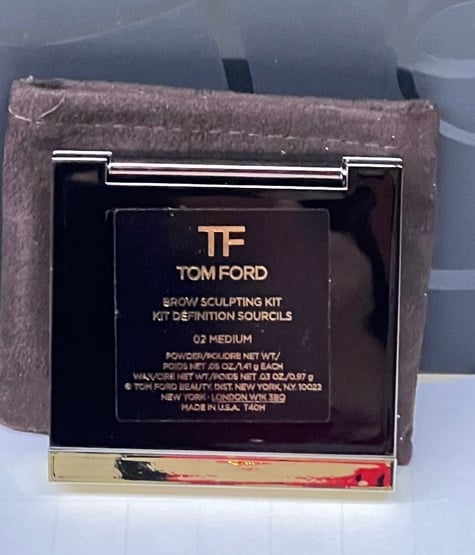 TF
TOM FORD
BROW SCULPTING KIT
KIT DÉFINITION SOURCILS
02 MEDIUM
POWDER/POUDRE NET WT./
POIDS NET .05 OZ./1.41 g EACH
WAX/CIRE NET WT./POIDS NET .03 OZ./0.97 g
© TOM FORD BEAUTY, DIST. NEW YORK, N.Y. 10022
NEW YORK · LONDON W1K 3BQ
MADE IN U.S.A. T40H